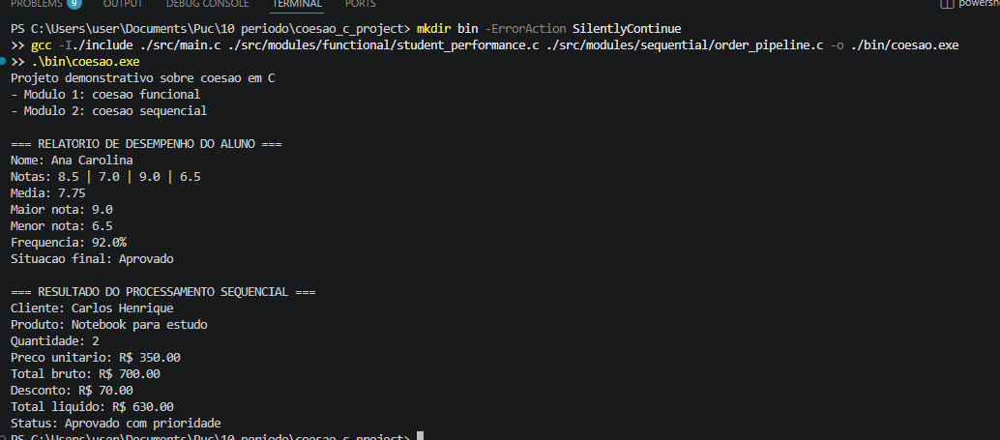 PROBLEMS 9 OUTPUT DEBUG CONSOLE TERMINAL PORTS powershe
PS C:\Users\user\Documents\Puc\10 periodo\coesao_c_project> mkdir bin -ErrorAction SilentlyContinue
>> gcc -I./include ./src/main.c ./src/modules/functional/student_performance.c ./src/modules/sequential/order_pipeline.c -o ./bin/coesao.exe
>> .\bin\coesao.exe
Projeto demonstrativo sobre coesao em C
- Modulo 1: coesao funcional
- Modulo 2: coesao sequencial
=== RELATORIO DE DESEMPENHO DO ALUNO ===
Nome: Ana Carolina
Notas: 8.5 | 7.0 | 9.0 | 6.5
Media: 7.75
Maior nota: 9.0
Menor nota: 6.5
Frequencia: 92.0%
Situacao final: Aprovado
=== RESULTADO DO PROCESSAMENTO SEQUENCIAL ===
Cliente: Carlos Henrique
Produto: Notebook para estudo
Quantidade: 2
Preco unitario: R$ 350.00
Total bruto: R$ 700.00
Desconto: R$ 70.00
Total liquido: R$ 630.00
Status: Aprovado com prioridade
PS C:\Users\user\Documents\Puc\10 periodo\coesao_c_project>